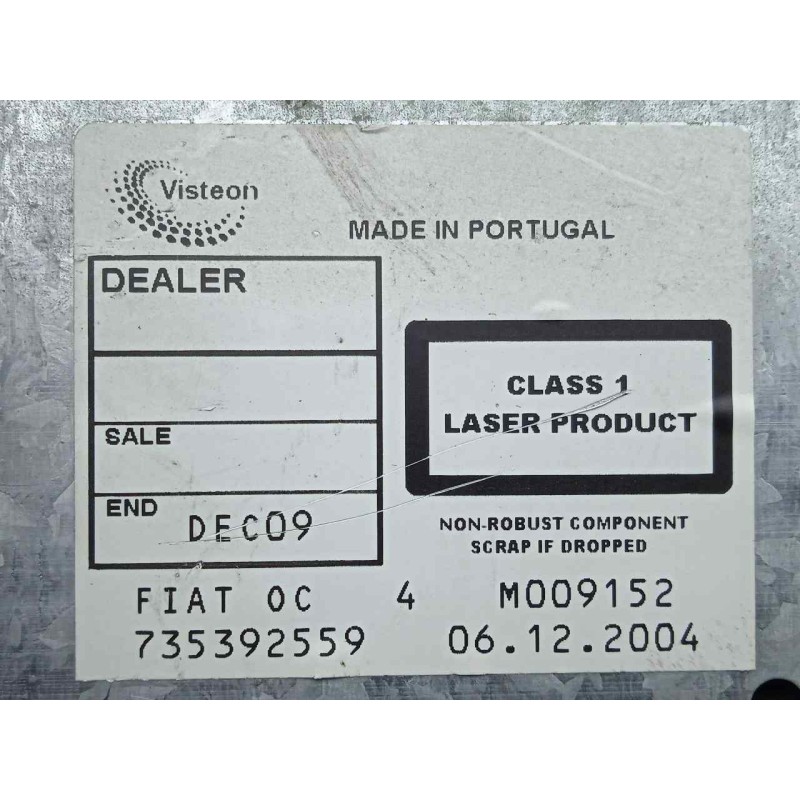 Visteon
MADE IN PORTUGAL
DEALER
CLASS 1
LASER PRODUCT
SALE
END DEC09
NON-ROBUST COMPONENT
SCRAP IF DROPPED
FIAT OC 4 M009152
735392559 06.12.2004